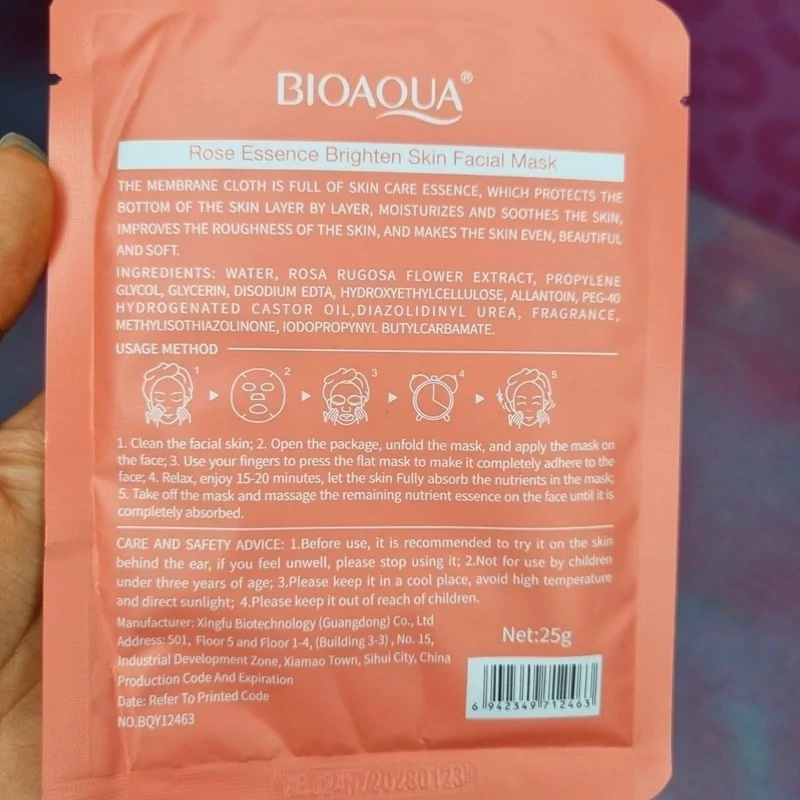 BIOAQUA®
Rose Essence Brighten Skin Facial Mask
THE MEMBRANE CLOTH IS FULL OF SKIN CARE ESSENCE, WHICH PROTECTS THE
BOTTOM OF THE SKIN LAYER BY LAYER, MOISTURIZES AND SOOTHES THE SKIN,
IMPROVES THE ROUGHNESS OF THE SKIN, AND MAKES THE SKIN EVEN, BEAUTIFUL
AND SOFT.
INGREDIENTS: WATER, ROSA RUGOSA FLOWER EXTRACT, PROPYLENE
GLYCOL, GLYCERIN, DISODIUM EDTA, HYDROXYETHYLCELLULOSE, ALLANTOIN, PEG-40
HYDROGENATED CASTOR OIL,DIAZOLIDINYL UREA, FRAGRANCE,
METHYLISOTHIAZOLINONE, IODOPROPYNYL BUTYLCARBAMATE.
USAGE METHOD
1 2 3 4 5
1. Clean the facial skin; 2. Open the package, unfold the mask, and apply the mask on
the face; 3. Use your fingers to press the flat mask to make it completely adhere to the
face; 4. Relax, enjoy 15-20 minutes, let the skin Fully absorb the nutrients in the mask;
5. Take off the mask and massage the remaining nutrient essence on the face until it is
completely absorbed.
CARE AND SAFETY ADVICE: 1.Before use, it is recommended to try it on the skin
behind the ear, if you feel unwell, please stop using it; 2.Not for use by children
under three years of age; 3.Please keep it in a cool place, avoid high temperature
and direct sunlight; 4.Please keep it out of reach of children.
Manufacturer: Xingfu Biotechnology (Guangdong) Co., Ltd
Address: 501, Floor 5 and Floor 1-4, (Building 3-3) , No. 15,
Industrial Development Zone, Xiamao Town, Sihui City, China
Production Code And Expiration
Date: Refer To Printed Code
NO.BQY12463
Net:25g
6 942349 712463